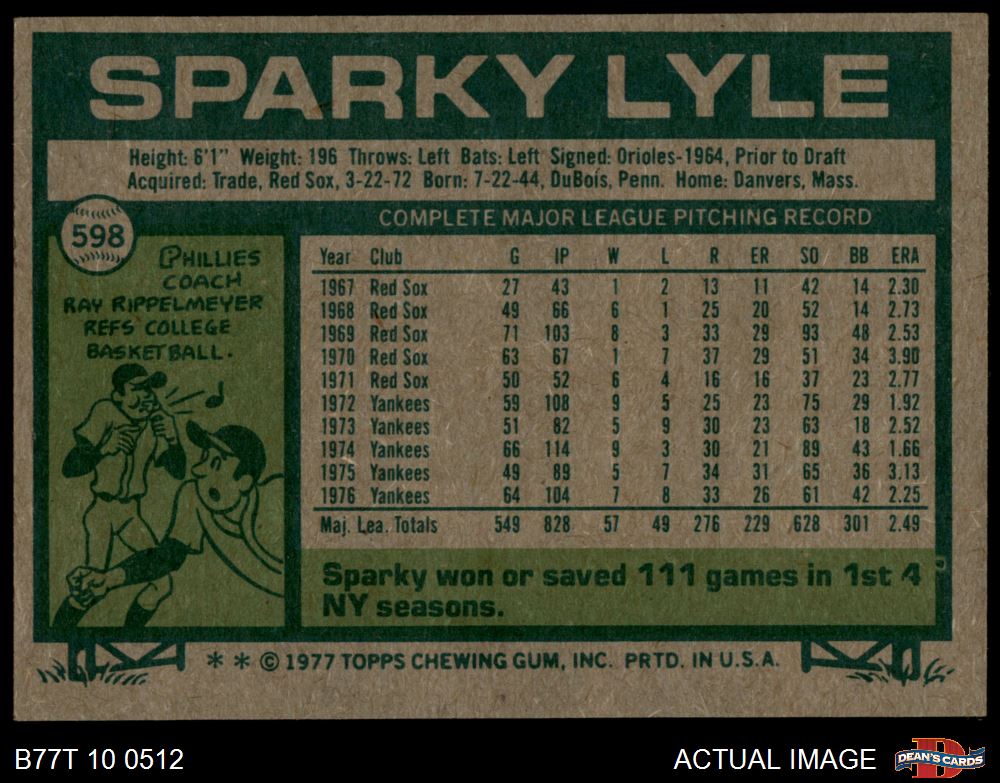 SPARKY LYLE
Height: 6'1" Weight: 196 Throws: Left Bats: Left Signed: Orioles-1964, Prior to Draft
Acquired: Trade, Red Sox, 3-22-72 Born: 7-22-44, DuBois, Penn. Home: Danvers, Mass.
598
PHILLIES
COACH
RAY RIPPELMEYER
REFS COLLEGE
BASKETBALL.
COMPLETE MAJOR LEAGUE PITCHING RECORD
Year Club G IP W L R ER SO BB ERA
1967 Red Sox 27 43 1 2 13 11 42 14 2.30
1968 Red Sox 49 66 6 1 25 20 52 14 2.73
1969 Red Sox 71 103 8 3 33 29 93 48 2.53
1970 Red Sox 63 67 1 7 37 29 51 34 3.90
1971 Red Sox 50 52 6 4 16 16 37 23 2.77
1972 Yankees 59 108 9 5 25 23 75 29 1.92
1973 Yankees 51 82 5 9 30 23 63 18 2.52
1974 Yankees 66 114 9 3 30 21 89 43 1.66
1975 Yankees 49 89 5 7 34 31 65 36 3.13
1976 Yankees 64 104 7 8 33 26 61 42 2.25
Maj. Lea. Totals 549 828 57 49 276 229 628 301 2.49
Sparky won or saved 111 games in 1st 4
NY seasons.
* * © 1977 TOPPS CHEWING GUM, INC. PRTD. IN U.S.A.
B77T 10 0512
ACTUAL IMAGE
D
DEAN'S CARDS